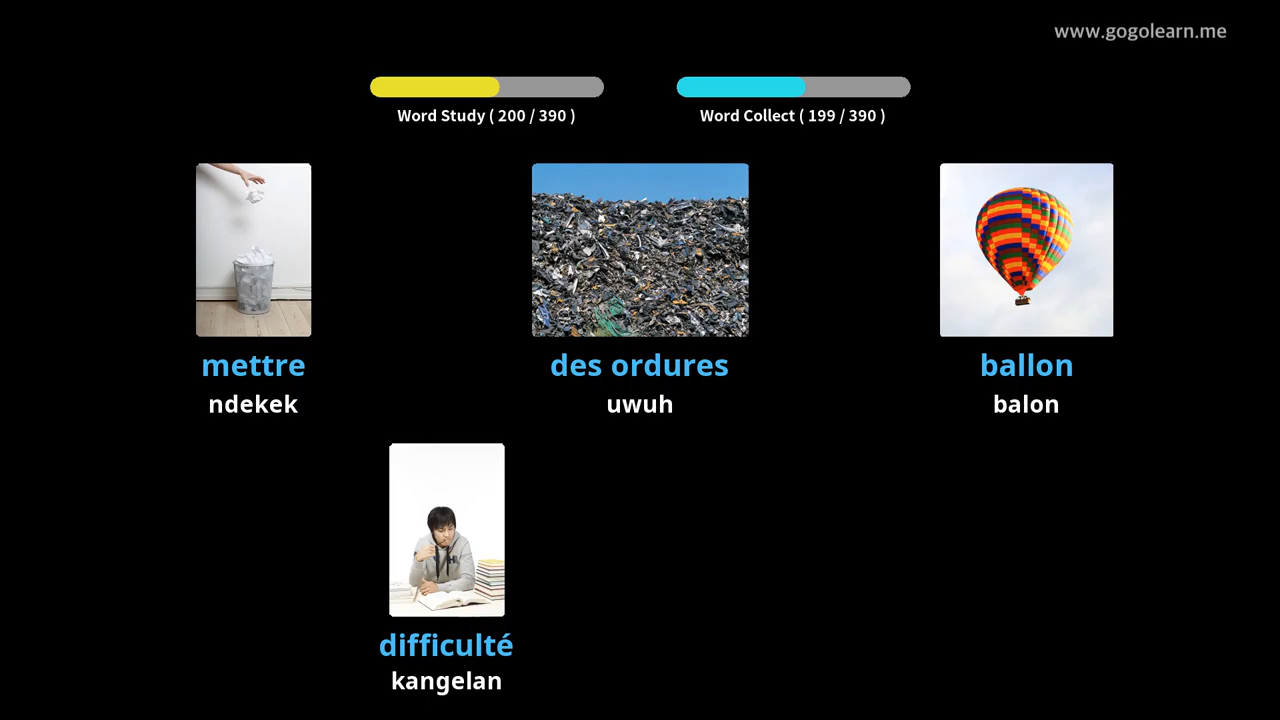 www.gogolearn.me
Word Study ( 200 / 390 )
Word Collect ( 199 / 390 )
mettre
ndekek
des ordures
uwuh
ballon
balon
difficulté
kangelan